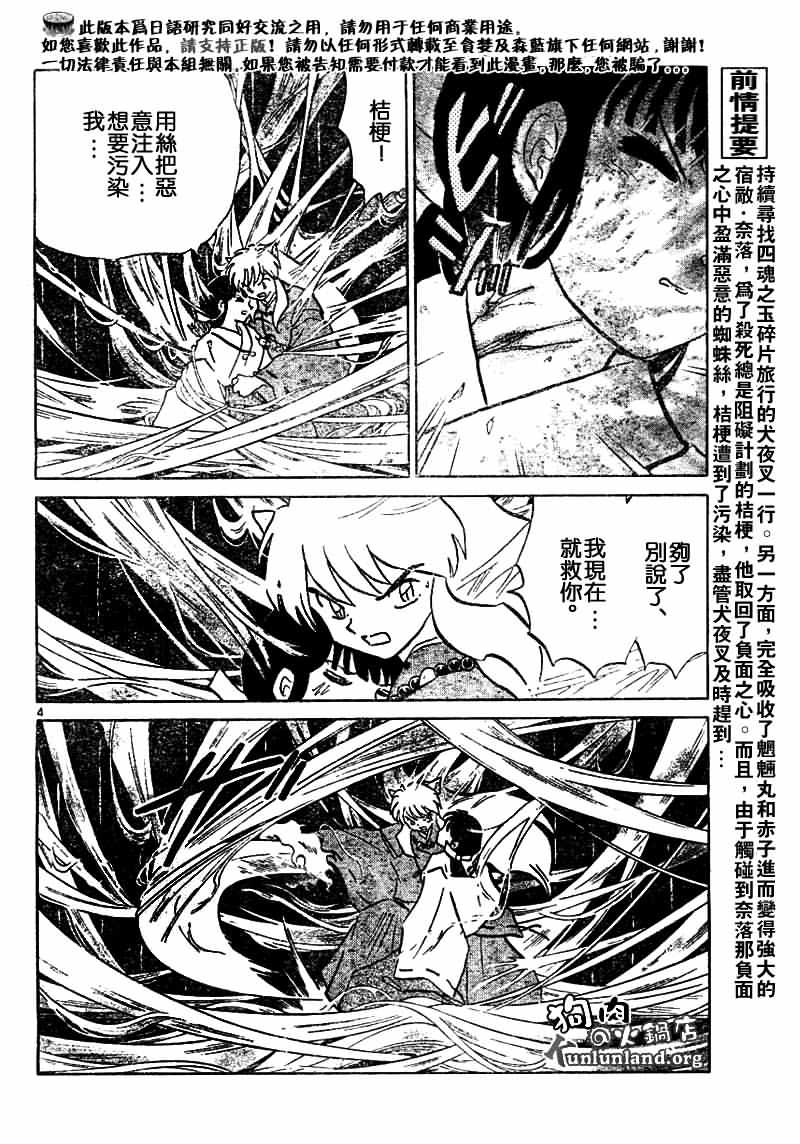 此版本爲日語研究同好交流之用，請勿用于任何商業用途。
如您喜歡此作品，請支持正版！請勿以任何形式轉載至貪婪及森藍旗下任何網站，謝謝！
一切法律責任與本組無關，如果您被告知需要付款才能看到此漫畫，那麼，您被騙了...
前情提要
持續尋找四魂之玉碎片旅行的犬夜叉一行。另一方面，完全吸收了魍魎丸和赤子進而變得強大的
宿敵·奈落，爲了殺死總是阻礙計劃的桔梗，他取回了負面之心。而且，由于觸碰到奈落那負面
之心中盈滿惡意的蜘蛛絲，桔梗遭到了污染，盡管犬夜叉及時趕到…
桔梗！
用絲把惡
意注入…
想要污染
我…
夠了
別說了、
我現在…
就救你。
4
狗肉
の火鍋店
Kunlunland.org